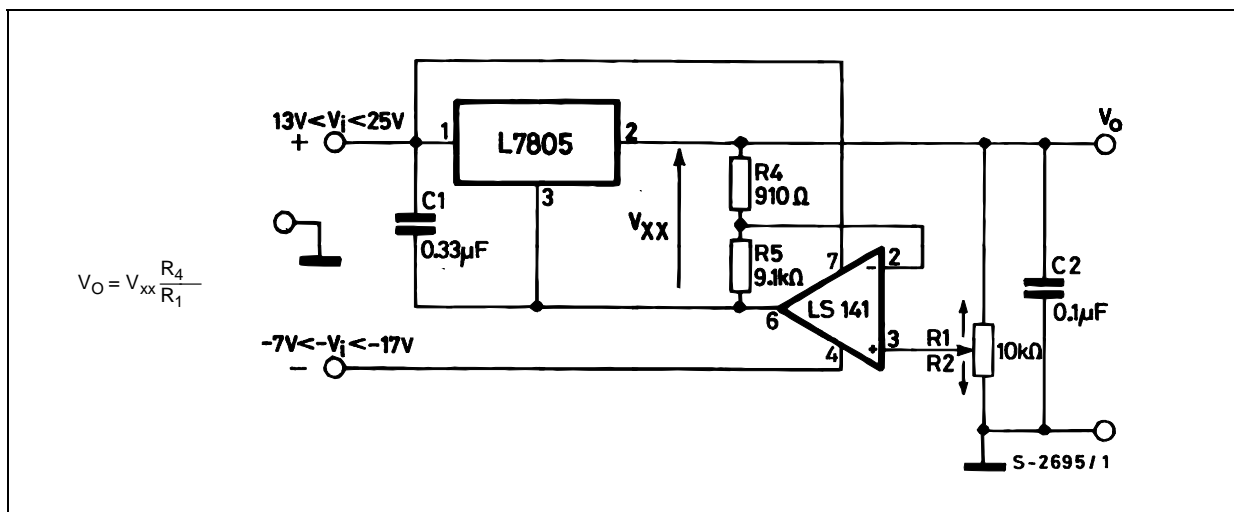 13V<Vi<25V
+
1
L7805
2
3
C1
0.33µF
VXX
R4
910Ω
R5
9.1kΩ
7
2
-
LS 141
6
3
+
4
R1
R2
10kΩ
C2
0.1µF
Vo
-7V<-Vi<-17V
−
VO = Vxx R4
R1
S-2695/1